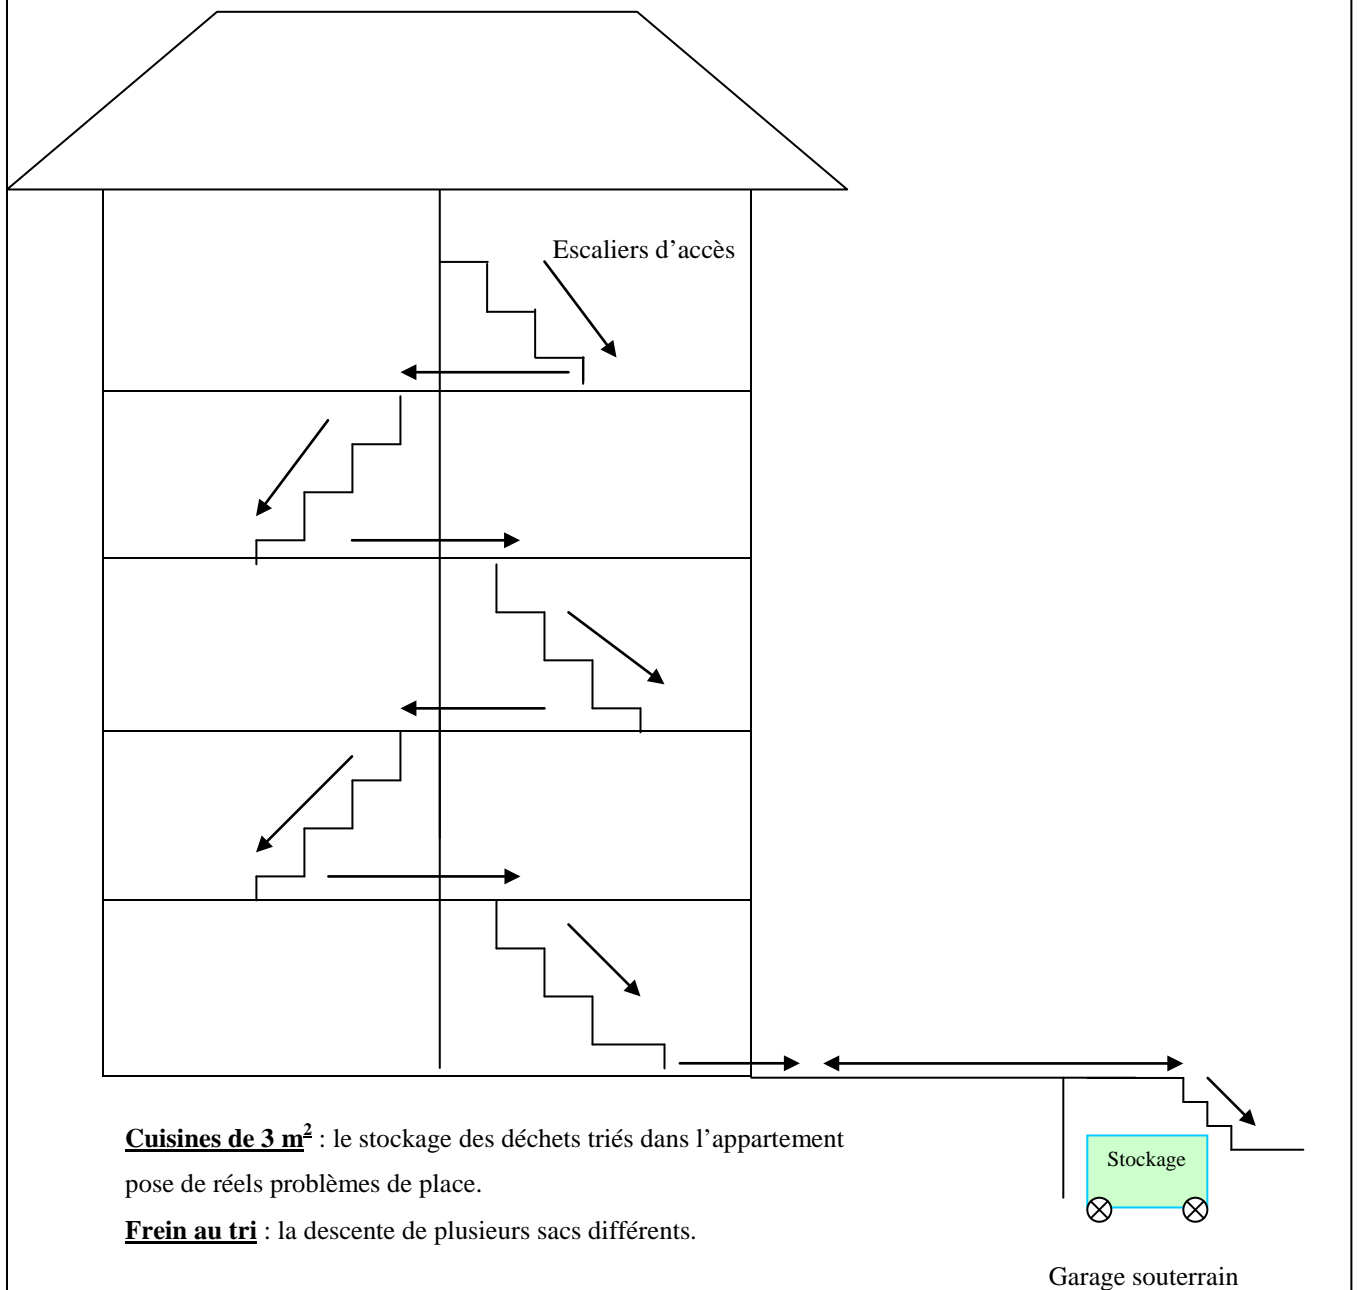 Escaliers d’accès
Cuisines de 3 m² : le stockage des déchets triés dans l’appartement
pose de réels problèmes de place.
Frein au tri : la descente de plusieurs sacs différents.
Stockage
Garage souterrain